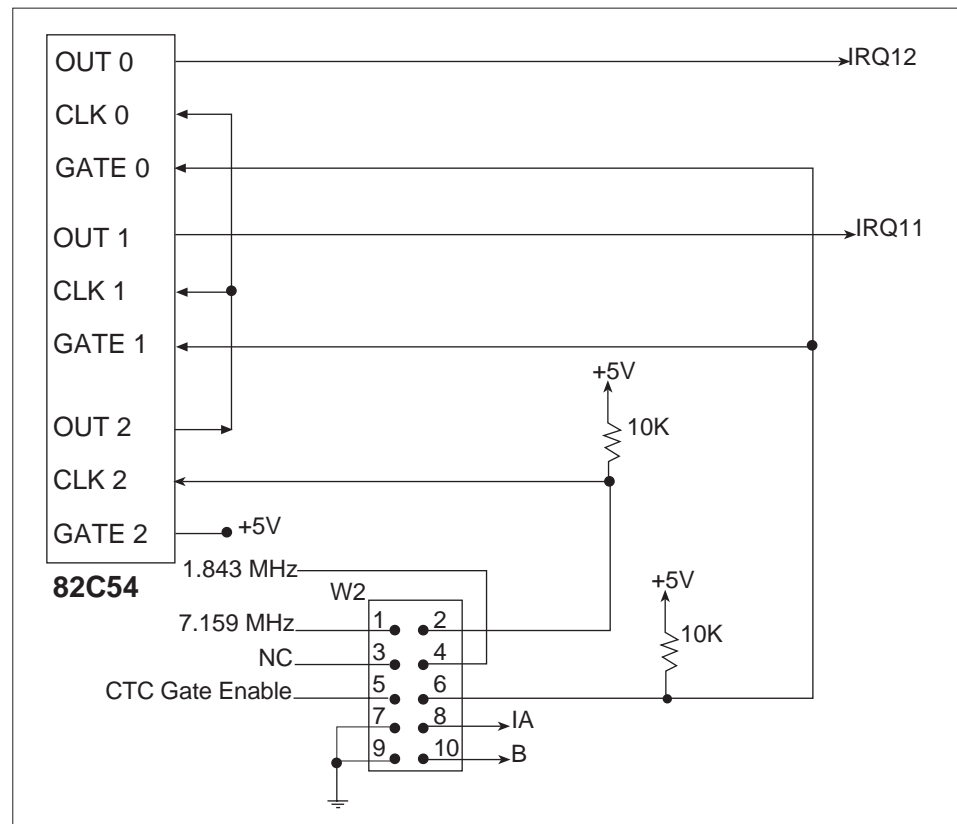 OUT 0
IRQ12
CLK 0
GATE 0
OUT 1
IRQ11
CLK 1
GATE 1
+5V
OUT 2
10K
CLK 2
GATE 2
+5V
82C54
1.843 MHz
+5V
W2
7.159 MHz
1
2
10K
NC
3
4
CTC Gate Enable
5
6
7
8
IA
9
10
B